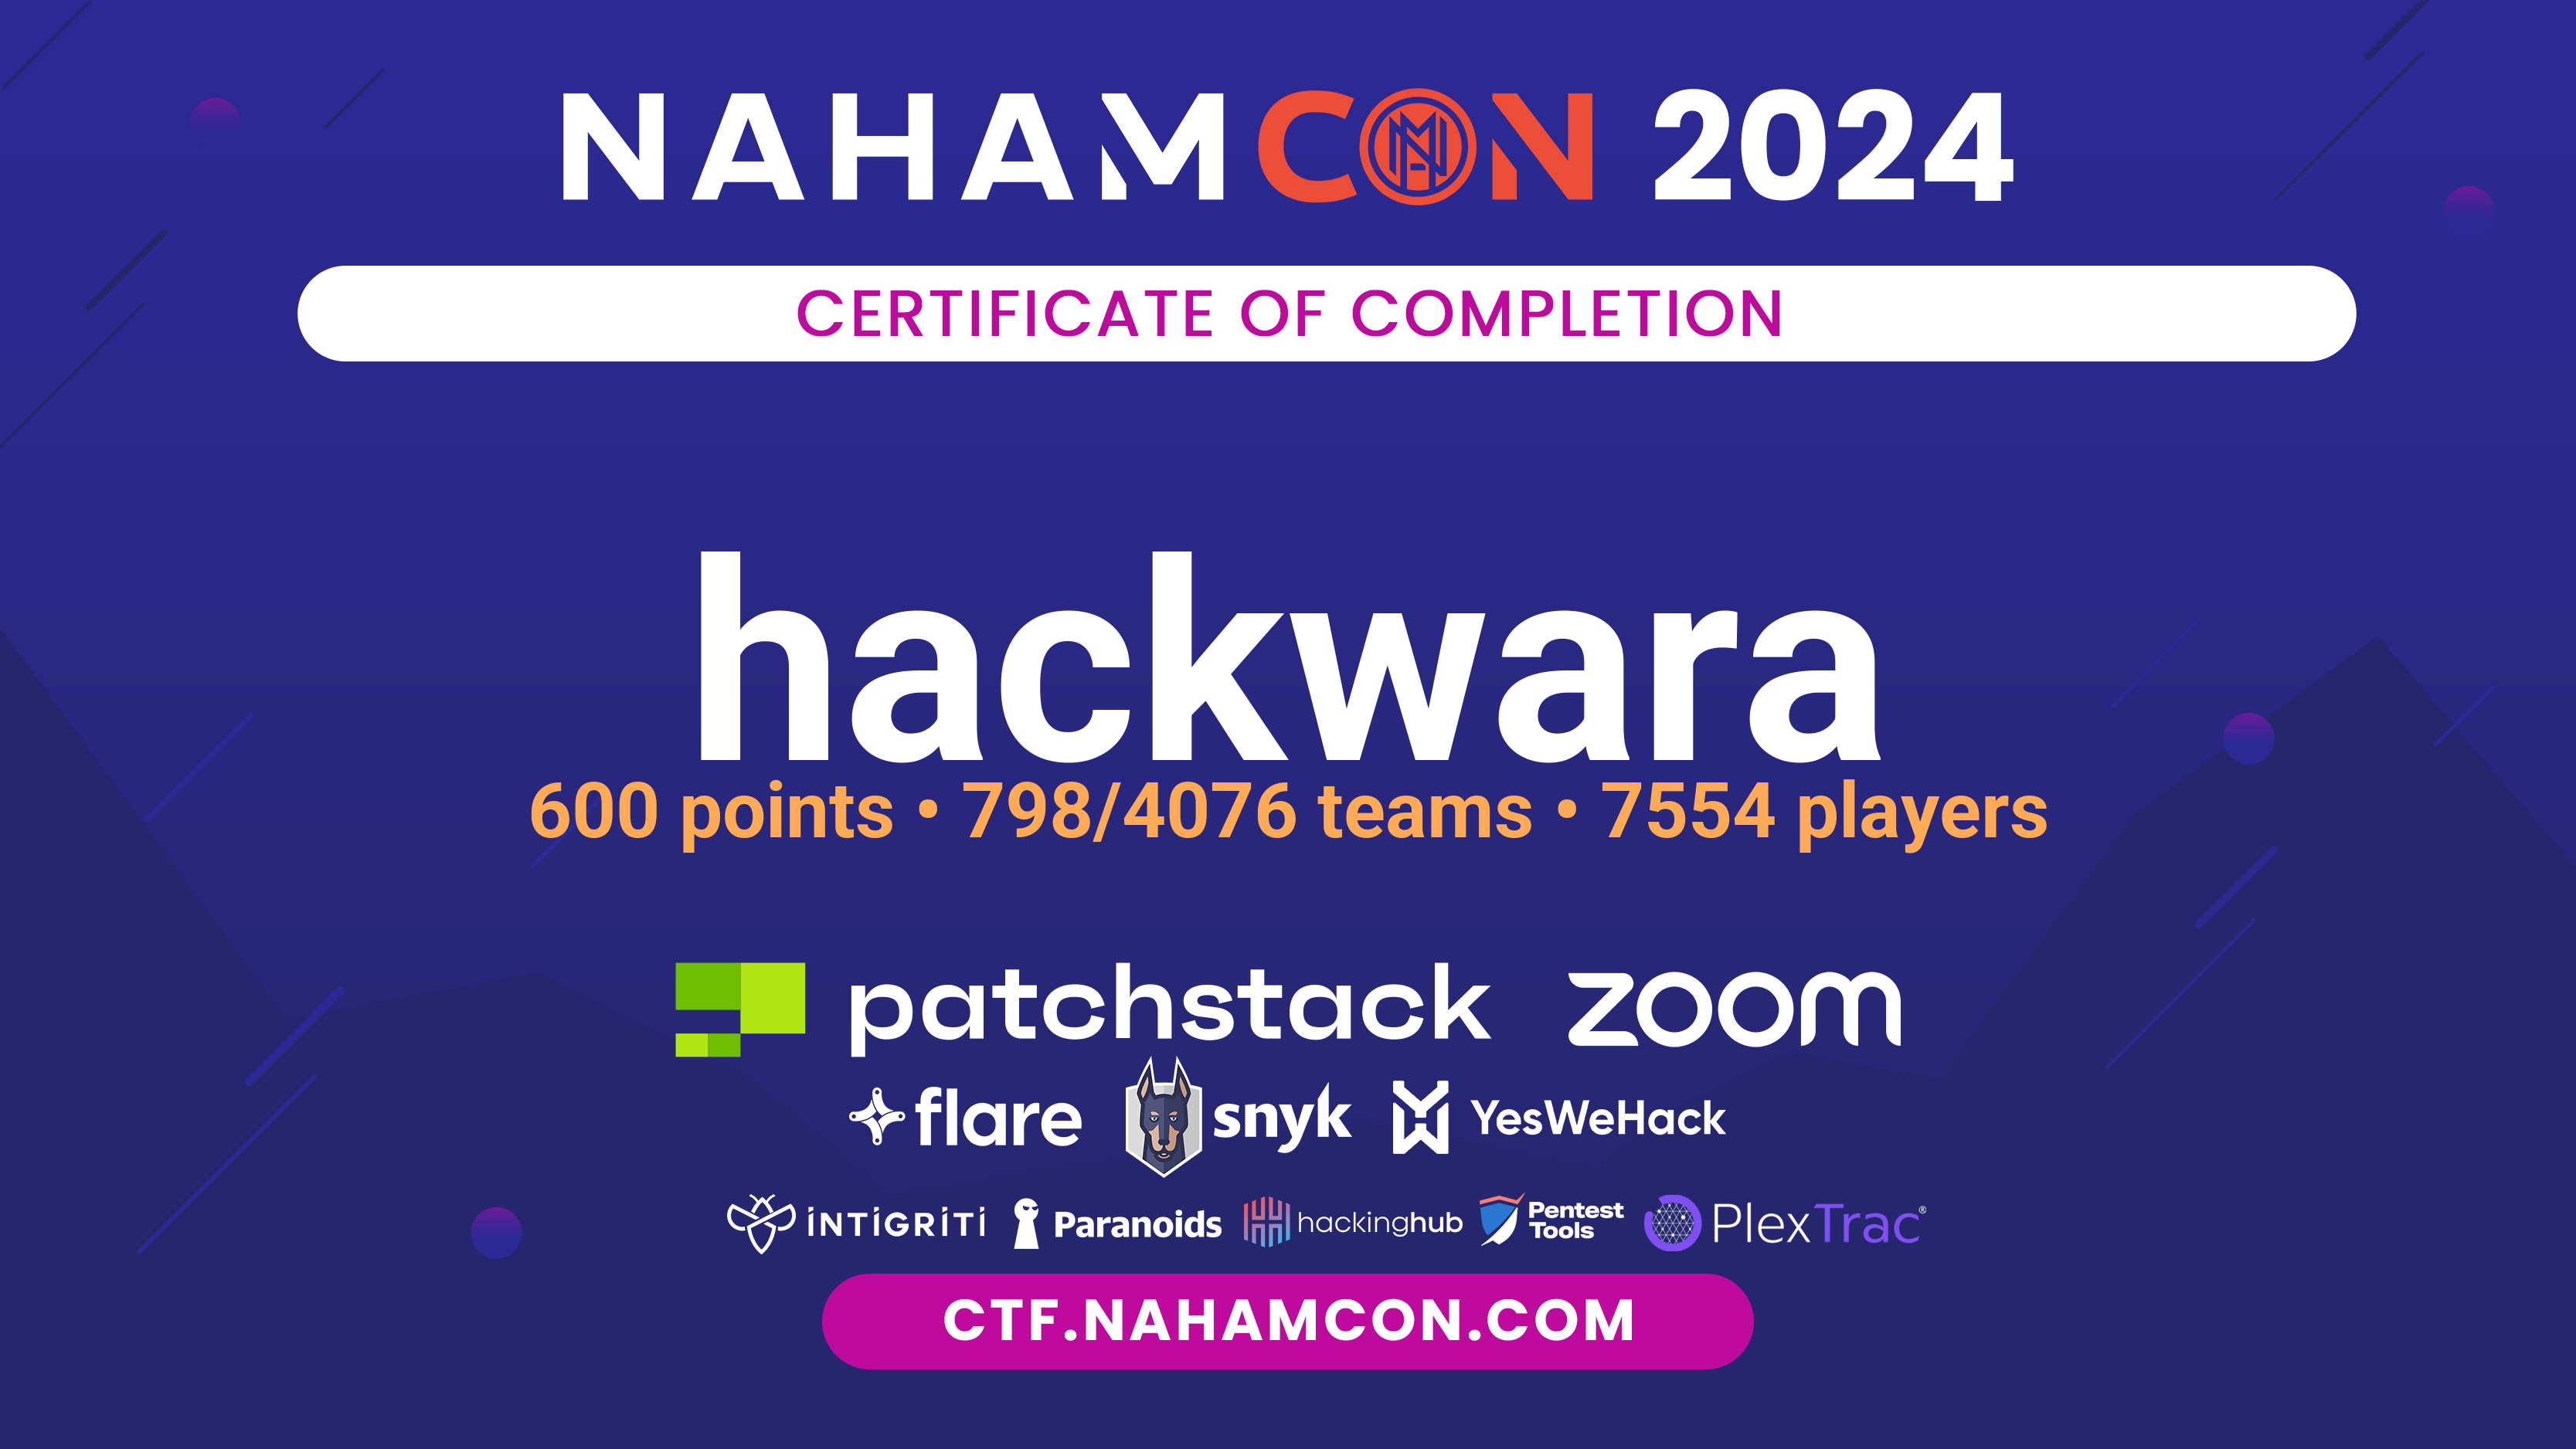 NAHAMCON 2024
CERTIFICATE OF COMPLETION
hackwara
600 points • 798/4076 teams • 7554 players
patchstack zoom
flare snyk YesWeHack
INTIGRITI Paranoids hackinghub Pentest Tools PlexTrac®
CTF.NAHAMCON.COM